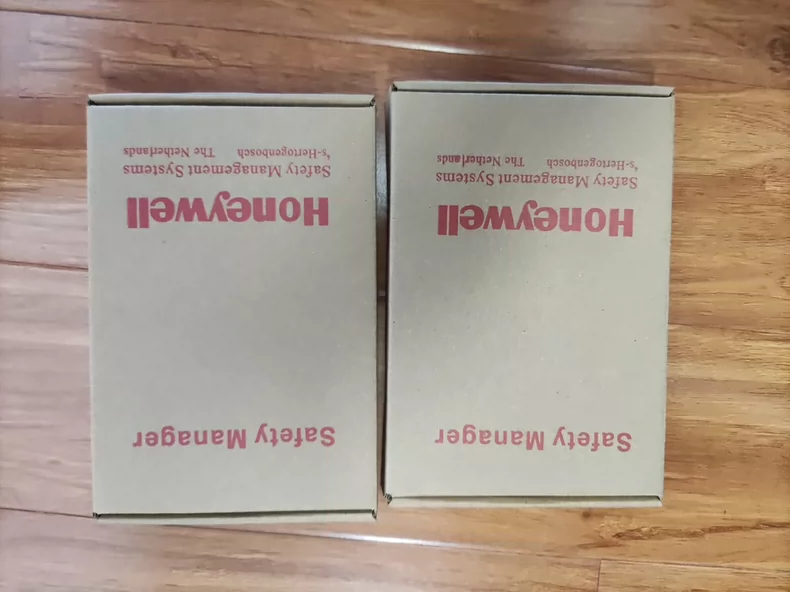 Safety Manager
Honeywell
Safety Management Systems
's-Hertogenbosch The Netherlands
Safety Manager
Honeywell
Safety Management Systems
's-Hertogenbosch The Netherlands